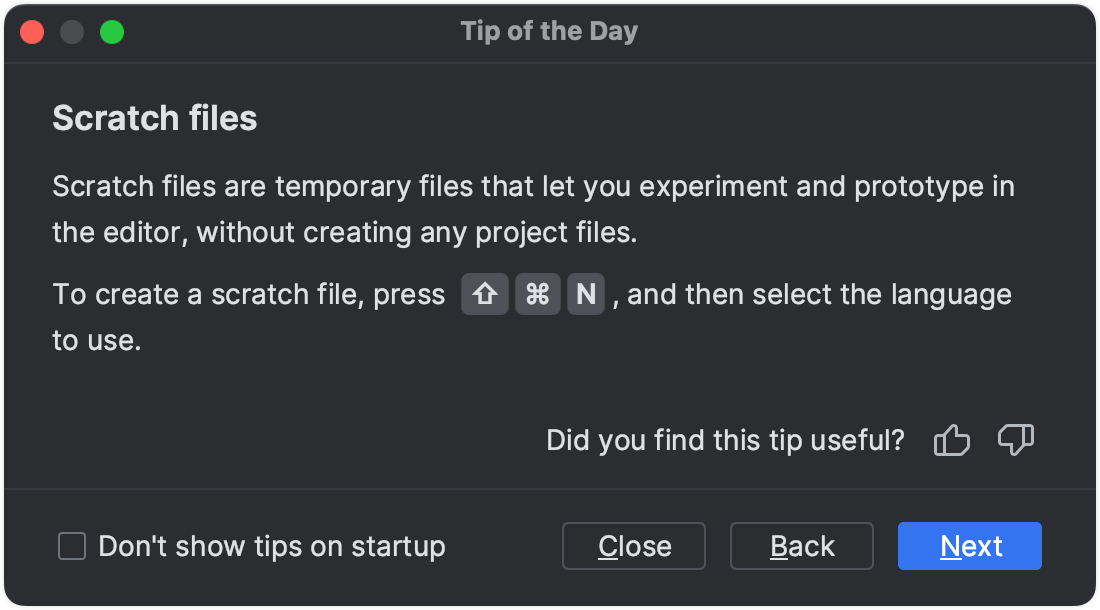 Tip of the Day
Scratch files
Scratch files are temporary files that let you experiment and prototype in
the editor, without creating any project files.
To create a scratch file, press ⇧ ⌘ N , and then select the language
to use.
Did you find this tip useful?
Don't show tips on startup
Close
Back
Next